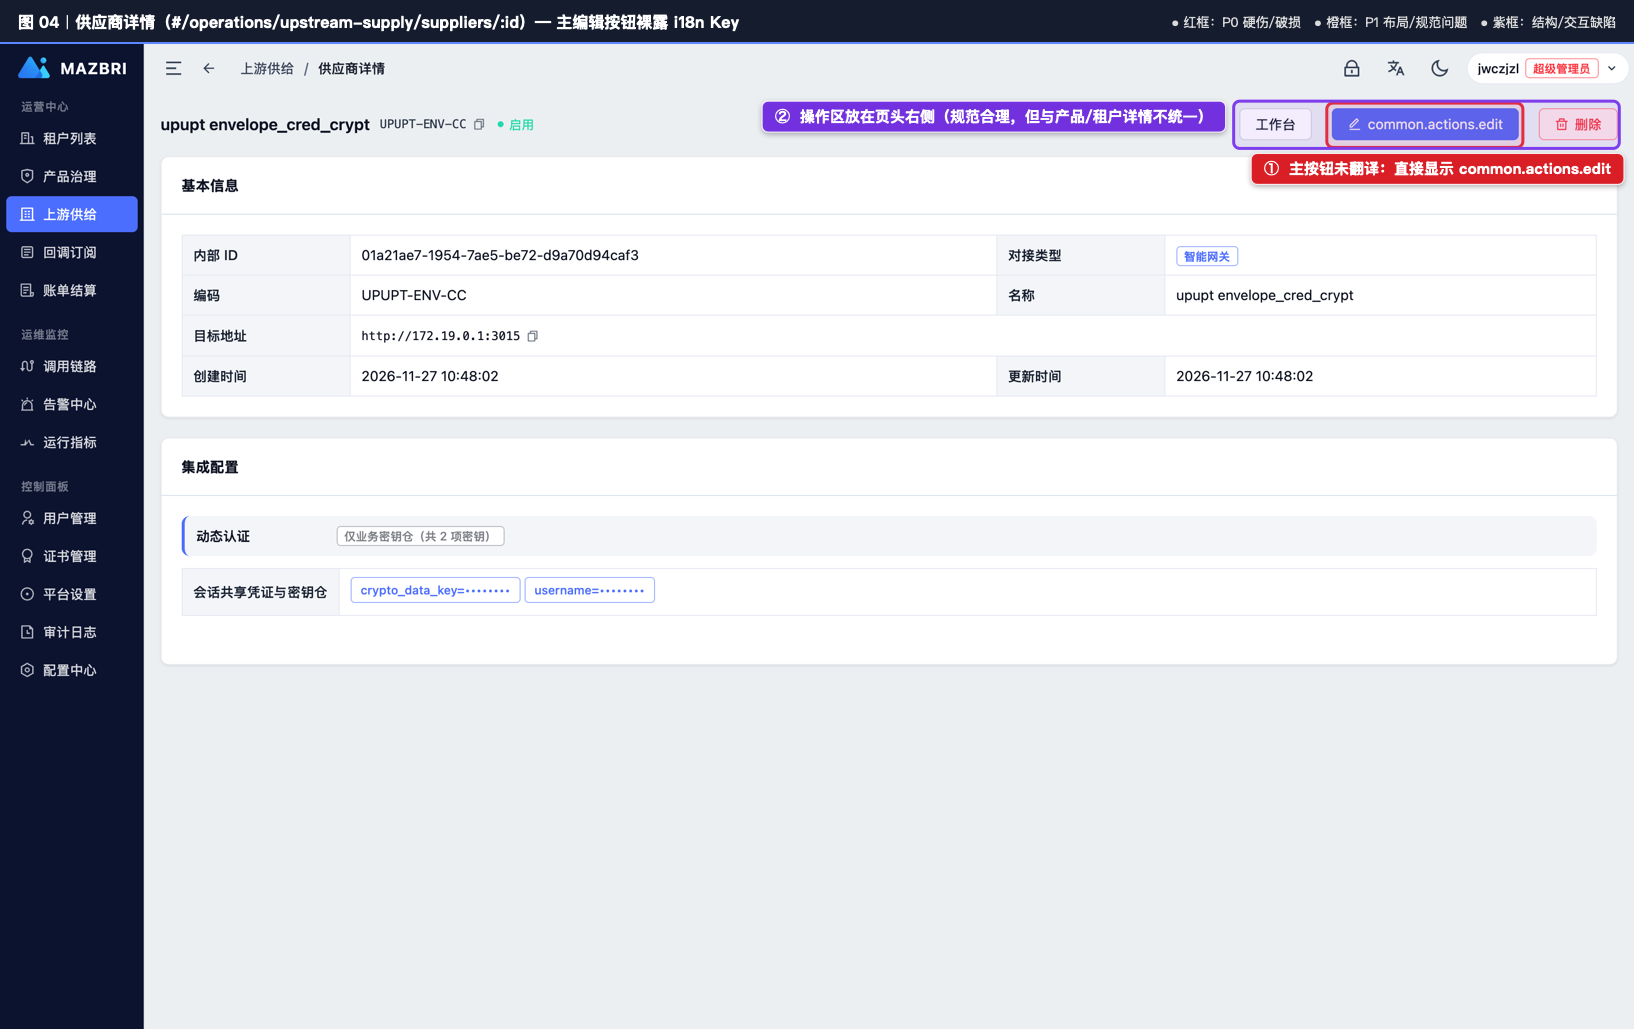 图 04｜供应商详情（#/operations/upstream-supply/suppliers/:id）— 主编辑按钮裸露 i18n Key
● 红框：P0 硬伤/破损 ● 橙框：P1 布局/规范问题 ● 紫框：结构/交互缺陷
MAZBRI
运营中心
租户列表
产品治理
上游供给
回调订阅
账单结算
运维监控
调用链路
告警中心
运行指标
控制面板
用户管理
证书管理
平台设置
审计日志
配置中心
上游供给 / 供应商详情
jwczjzl 超级管理员
upupt envelope_cred_crypt UPUPT-ENV-CC ● 启用
② 操作区放在页头右侧（规范合理，但与产品/租户详情不统一）
工作台 common.actions.edit 删除
① 主按钮未翻译：直接显示 common.actions.edit
基本信息
内部 ID 01a21ae7-1954-7ae5-be72-d9a70d94caf3 对接类型 智能网关
编码 UPUPT-ENV-CC 名称 upupt envelope_cred_crypt
目标地址 http://172.19.0.1:3015
创建时间 2026-11-27 10:48:02 更新时间 2026-11-27 10:48:02
集成配置
动态认证 仅业务密钥仓（共 2 项密钥）
会话共享凭证与密钥仓 crypto_data_key=•••••••• username=••••••••